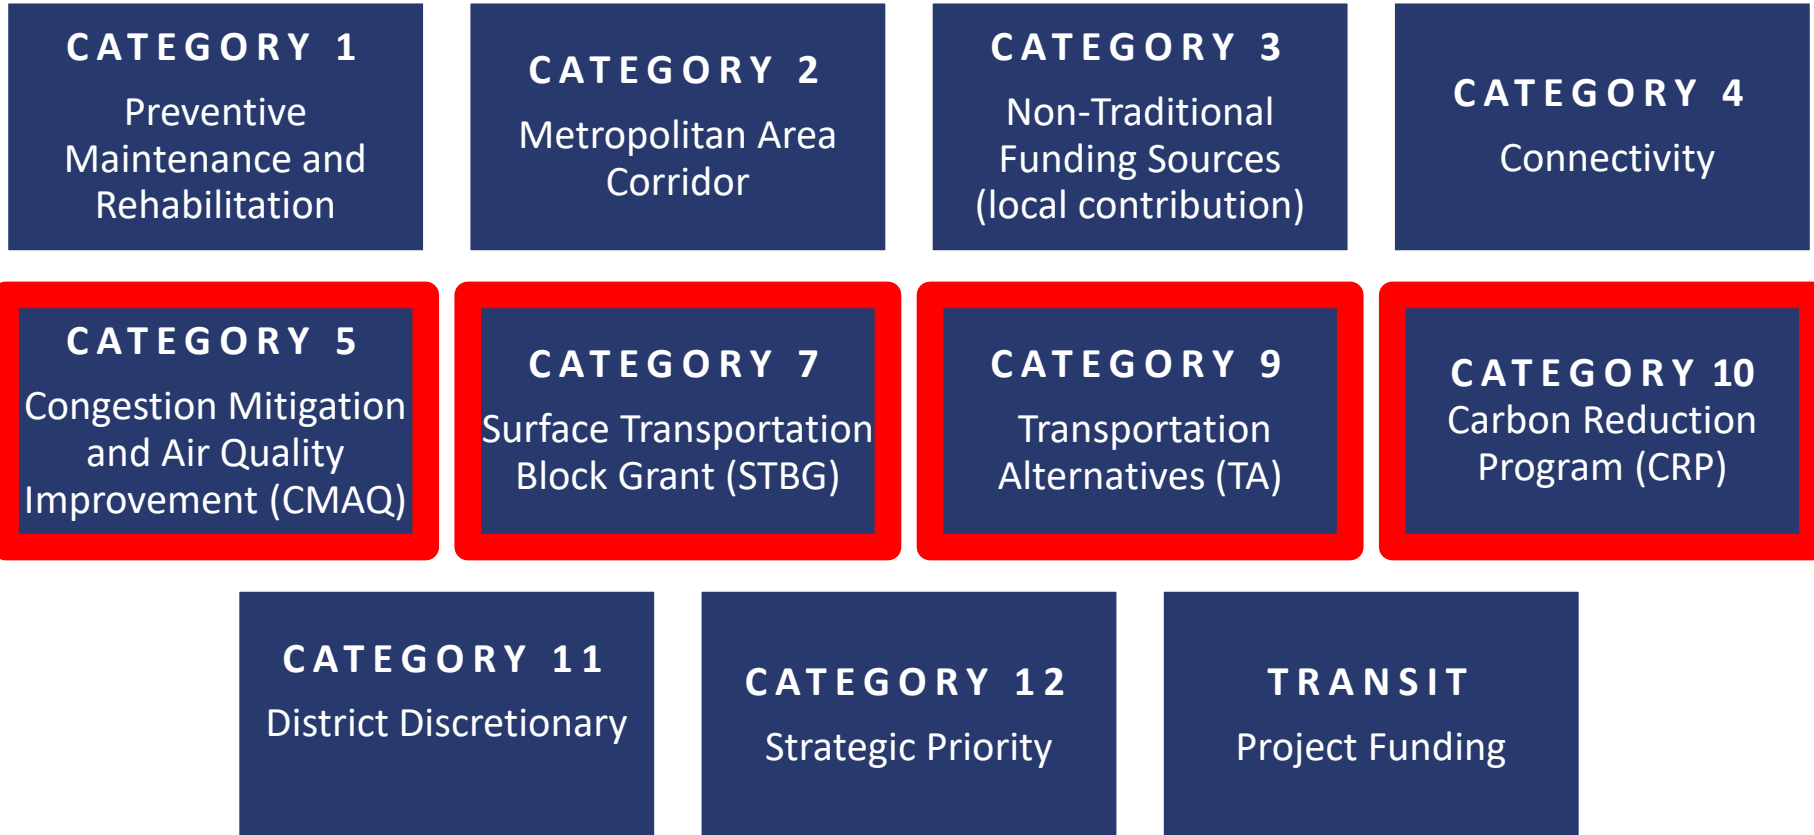 CATEGORY 1
Preventive
Maintenance and
Rehabilitation
CATEGORY 2
Metropolitan Area
Corridor
CATEGORY 3
Non-Traditional
Funding Sources
(local contribution)
CATEGORY 4
Connectivity
CATEGORY 5
Congestion Mitigation
and Air Quality
Improvement (CMAQ)
CATEGORY 7
Surface Transportation
Block Grant (STBG)
CATEGORY 9
Transportation
Alternatives (TA)
CATEGORY 10
Carbon Reduction
Program (CRP)
CATEGORY 11
District Discretionary
CATEGORY 12
Strategic Priority
TRANSIT
Project Funding